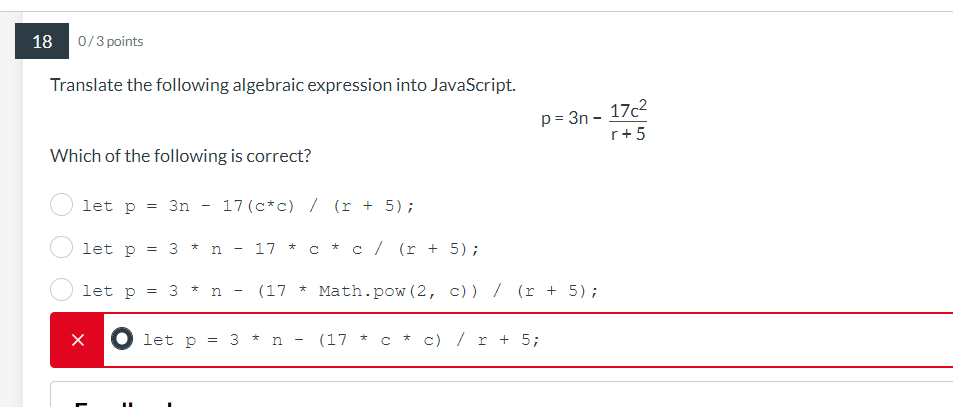 18 0/3 points
Translate the following algebraic expression into JavaScript.
p = 3n - 17c²
r + 5
Which of the following is correct?
let p = 3n - 17(c*c) / (r + 5);
let p = 3 * n - 17 * c * c / (r + 5);
let p = 3 * n - (17 * Math.pow(2, c)) / (r + 5);
let p = 3 * n - (17 * c * c) / r + 5;